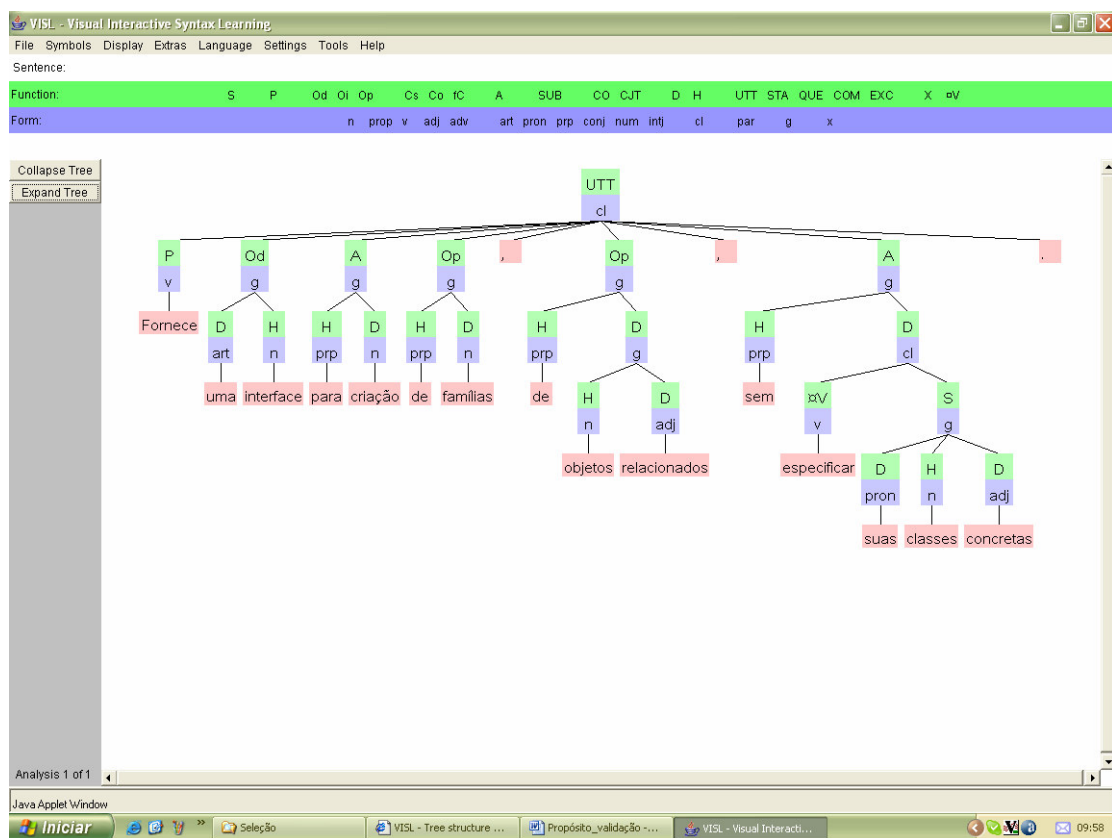 VISL - Visual Interactive Syntax Learning
File Symbols Display Extras Language Settings Tools Help
Sentence:
Function: S P Od Oi Op Cs Co fC A SUB CO CJT D H UTT STA QUE COM EXC X ¤V
Form: n prop v adj adv art pron prp conj num intj cl par g x
Collapse Tree
Expand Tree
UTT
cl
P Od A Op , Op , A .
v g g g g g
Fornece D H H D H D H D H D
art n prp n prp n prp g prp cl
uma interface para criação de famílias de H D sem ¤V S
n adj v g
objetos relacionados especificar D H D
pron n adj
suas classes concretas
Analysis 1 of 1
Java Applet Window
Iniciar » Seleção VISL - Tree structure ... Propósito_validação -... VISL - Visual Interacti... 09:58